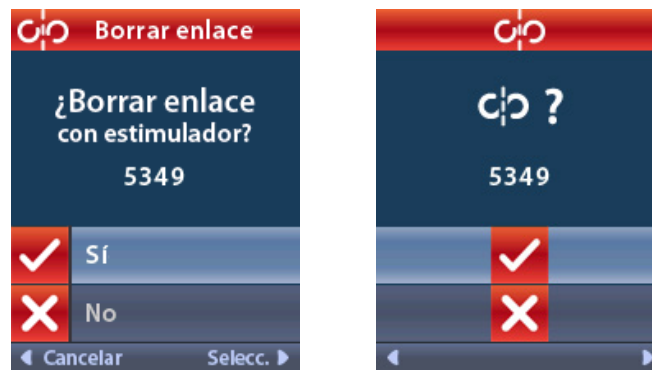 Borrar enlace
¿Borrar enlace
con estimulador?
5349
Sí
No
Cancelar Selecc.
?
5349